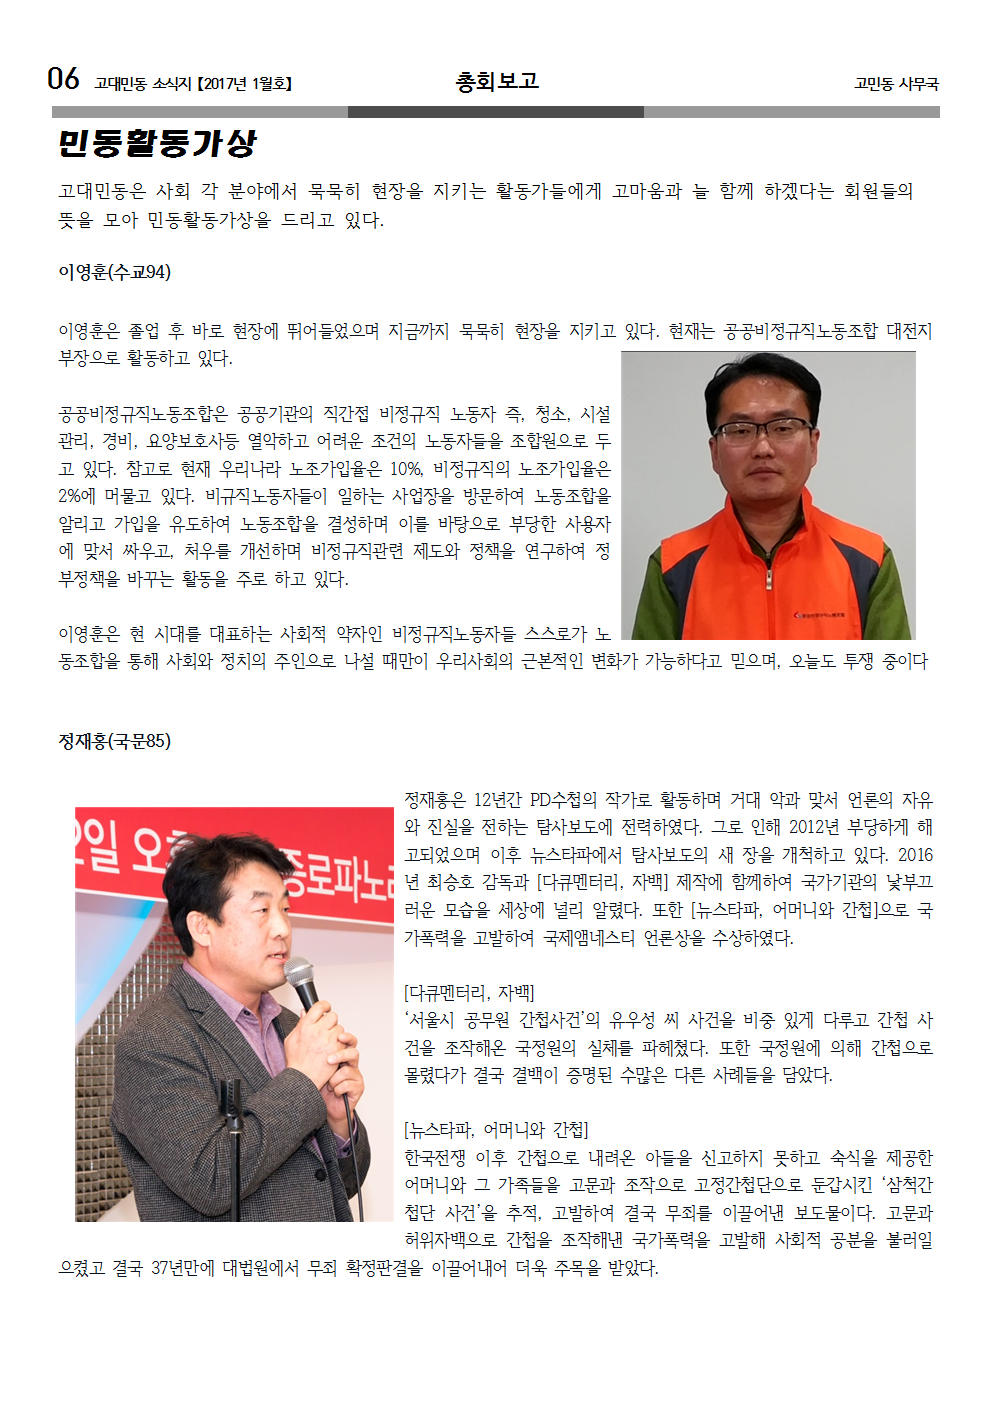 06 고대민동 소식지 【2017년 1월호】 총회보고 고민동 사무국
민동활동가상
고대민동은 사회 각 분야에서 묵묵히 현장을 지키는 활동가들에게 고마움과 늘 함께 하겠다는 회원들의
뜻을 모아 민동활동가상을 드리고 있다.
이영훈(수교94)
이영훈은 졸업 후 바로 현장에 뛰어들었으며 지금까지 묵묵히 현장을 지키고 있다. 현재는 공공비정규직노동조합 대전지
부장으로 활동하고 있다.
공공비정규직노동조합은 공공기관의 직간접 비정규직 노동자 즉, 청소, 시설
관리, 경비, 요양보호사등 열악하고 어려운 조건의 노동자들을 조합원으로 두
고 있다. 참고로 현재 우리나라 노조가입율은 10%, 비정규직의 노조가입율은
2%에 머물고 있다. 비규직노동자들이 일하는 사업장을 방문하여 노동조합을
알리고 가입을 유도하여 노동조합을 결성하며 이를 바탕으로 부당한 사용자
에 맞서 싸우고, 처우를 개선하며 비정규직관련 제도와 정책을 연구하여 정
부정책을 바꾸는 활동을 주로 하고 있다.
이영훈은 현 시대를 대표하는 사회적 약자인 비정규직노동자들 스스로가 노
동조합을 통해 사회와 정치의 주인으로 나설 때만이 우리사회의 근본적인 변화가 가능하다고 믿으며, 오늘도 투쟁 중이다
정재홍(국문85)
정재홍은 12년간 PD수첩의 작가로 활동하며 거대 악과 맞서 언론의 자유
와 진실을 전하는 탐사보도에 전력하였다. 그로 인해 2012년 부당하게 해
고되었으며 이후 뉴스타파에서 탐사보도의 새 장을 개척하고 있다. 2016
년 최승호 감독과 [다큐멘터리, 자백] 제작에 함께하여 국가기관의 낯부끄
러운 모습을 세상에 널리 알렸다. 또한 [뉴스타파, 어머니와 간첩]으로 국
가폭력을 고발하여 국제앰네스티 언론상을 수상하였다.
[다큐멘터리, 자백]
‘서울시 공무원 간첩사건’의 유우성 씨 사건을 비중 있게 다루고 간첩 사
건을 조작해온 국정원의 실체를 파헤쳤다. 또한 국정원에 의해 간첩으로
몰렸다가 결국 결백이 증명된 수많은 다른 사례들을 담았다.
[뉴스타파, 어머니와 간첩]
한국전쟁 이후 간첩으로 내려온 아들을 신고하지 못하고 숙식을 제공한
어머니와 그 가족들을 고문과 조작으로 고정간첩단으로 둔갑시킨 ‘삼척간
첩단 사건’을 추적, 고발하여 결국 무죄를 이끌어낸 보도물이다. 고문과
허위자백으로 간첩을 조작해낸 국가폭력을 고발해 사회적 공분을 불러일
으켰고 결국 37년만에 대법원에서 무죄 확정판결을 이끌어내어 더욱 주목을 받았다.
2일 오
종로파노라